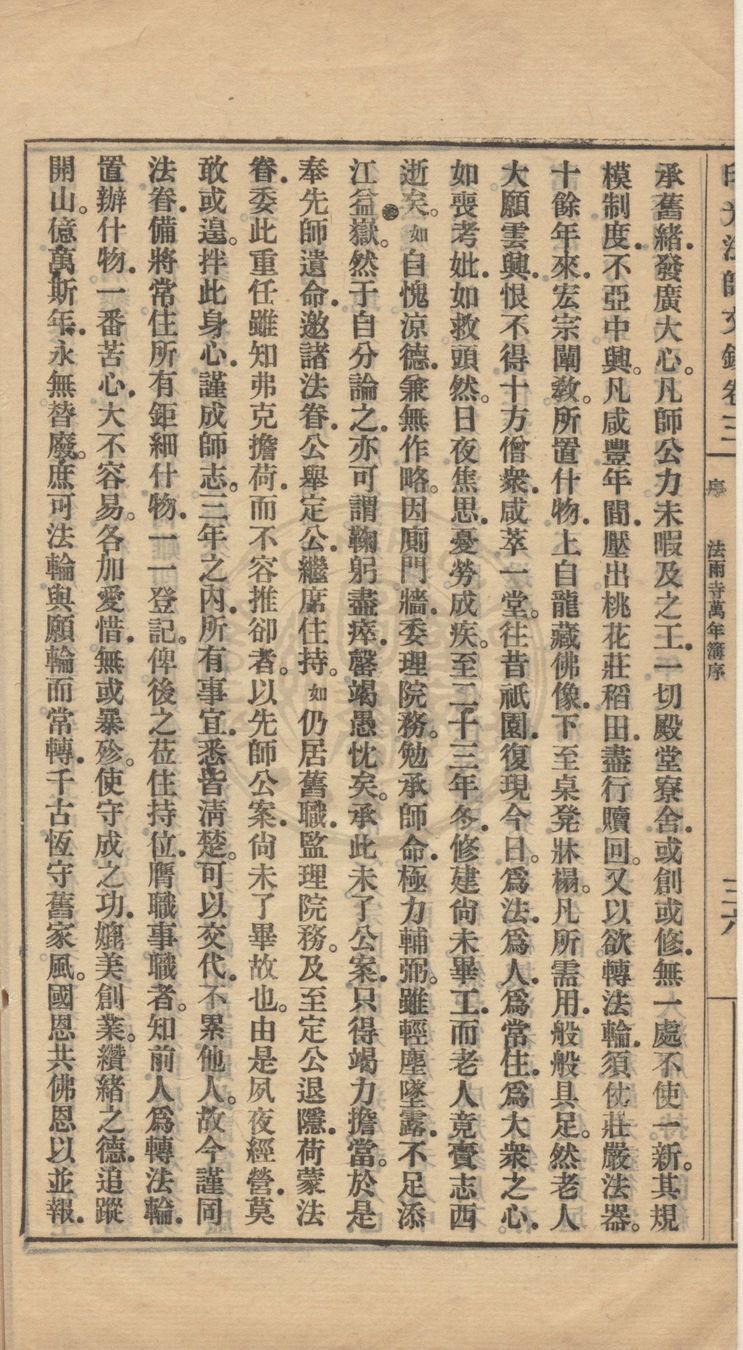 印光法師文鈔卷三 序 法雨寺萬年簿序 三六
承舊緒.發廣大心。凡師公力未暇及之工.一切殿堂寮舍.或創或修.無一處不使一新。其規
模制度.不亞中興。凡咸豐年間.壓出桃花莊稻田.盡行贖回。又以欲轉法輪.須仗莊嚴法器。
十餘年來.宏宗闡教。所置什物.上自龍藏佛像.下至桌凳牀榻。凡所需用.般般具足。然老人
大願雲興.恨不得十方僧衆.咸萃一堂。往昔祇園.復現今日。爲法.爲人.爲常住.爲大衆之心.
如喪考妣.如救頭然。日夜焦思.憂勞成疾。至二十三年冬.修建尙未畢工.而老人竟賫志西
逝矣。如自愧涼德.兼無作略。因廁門牆.委理院務。勉承師命.極力輔弼。雖輕塵墜露.不足添
江益嶽。然于自分論之.亦可謂鞠躬盡瘁.罄竭愚忱矣。承此未了公案.只得竭力擔當。於是
奉先師遺命.邀諸法眷.公舉定公.繼席住持。如仍居舊職.監理院務。及至定公退隱.荷蒙法
眷.委此重任.雖知弗克擔荷.而不容推卻者。以先師公案.尙未了畢故也。由是夙夜經營.莫
敢或遑。拌此身心.謹成師志。三年之內.所有事宜.悉皆淸楚。可以交代.不累他人。故今謹同
法眷.備將常住所有鉅細什物.一一登記。俾後之莅住持位.膺職事職者。知前人爲轉法輪.
置辦什物.一番苦心.大不容易。各加愛惜.無或暴殄。使守成之功.媲美創業。纘緒之德.追蹤
開山。億萬斯年.永無替廢。庶可法輪與願輪而常轉.千古恆守舊家風。國恩共佛恩以並報.